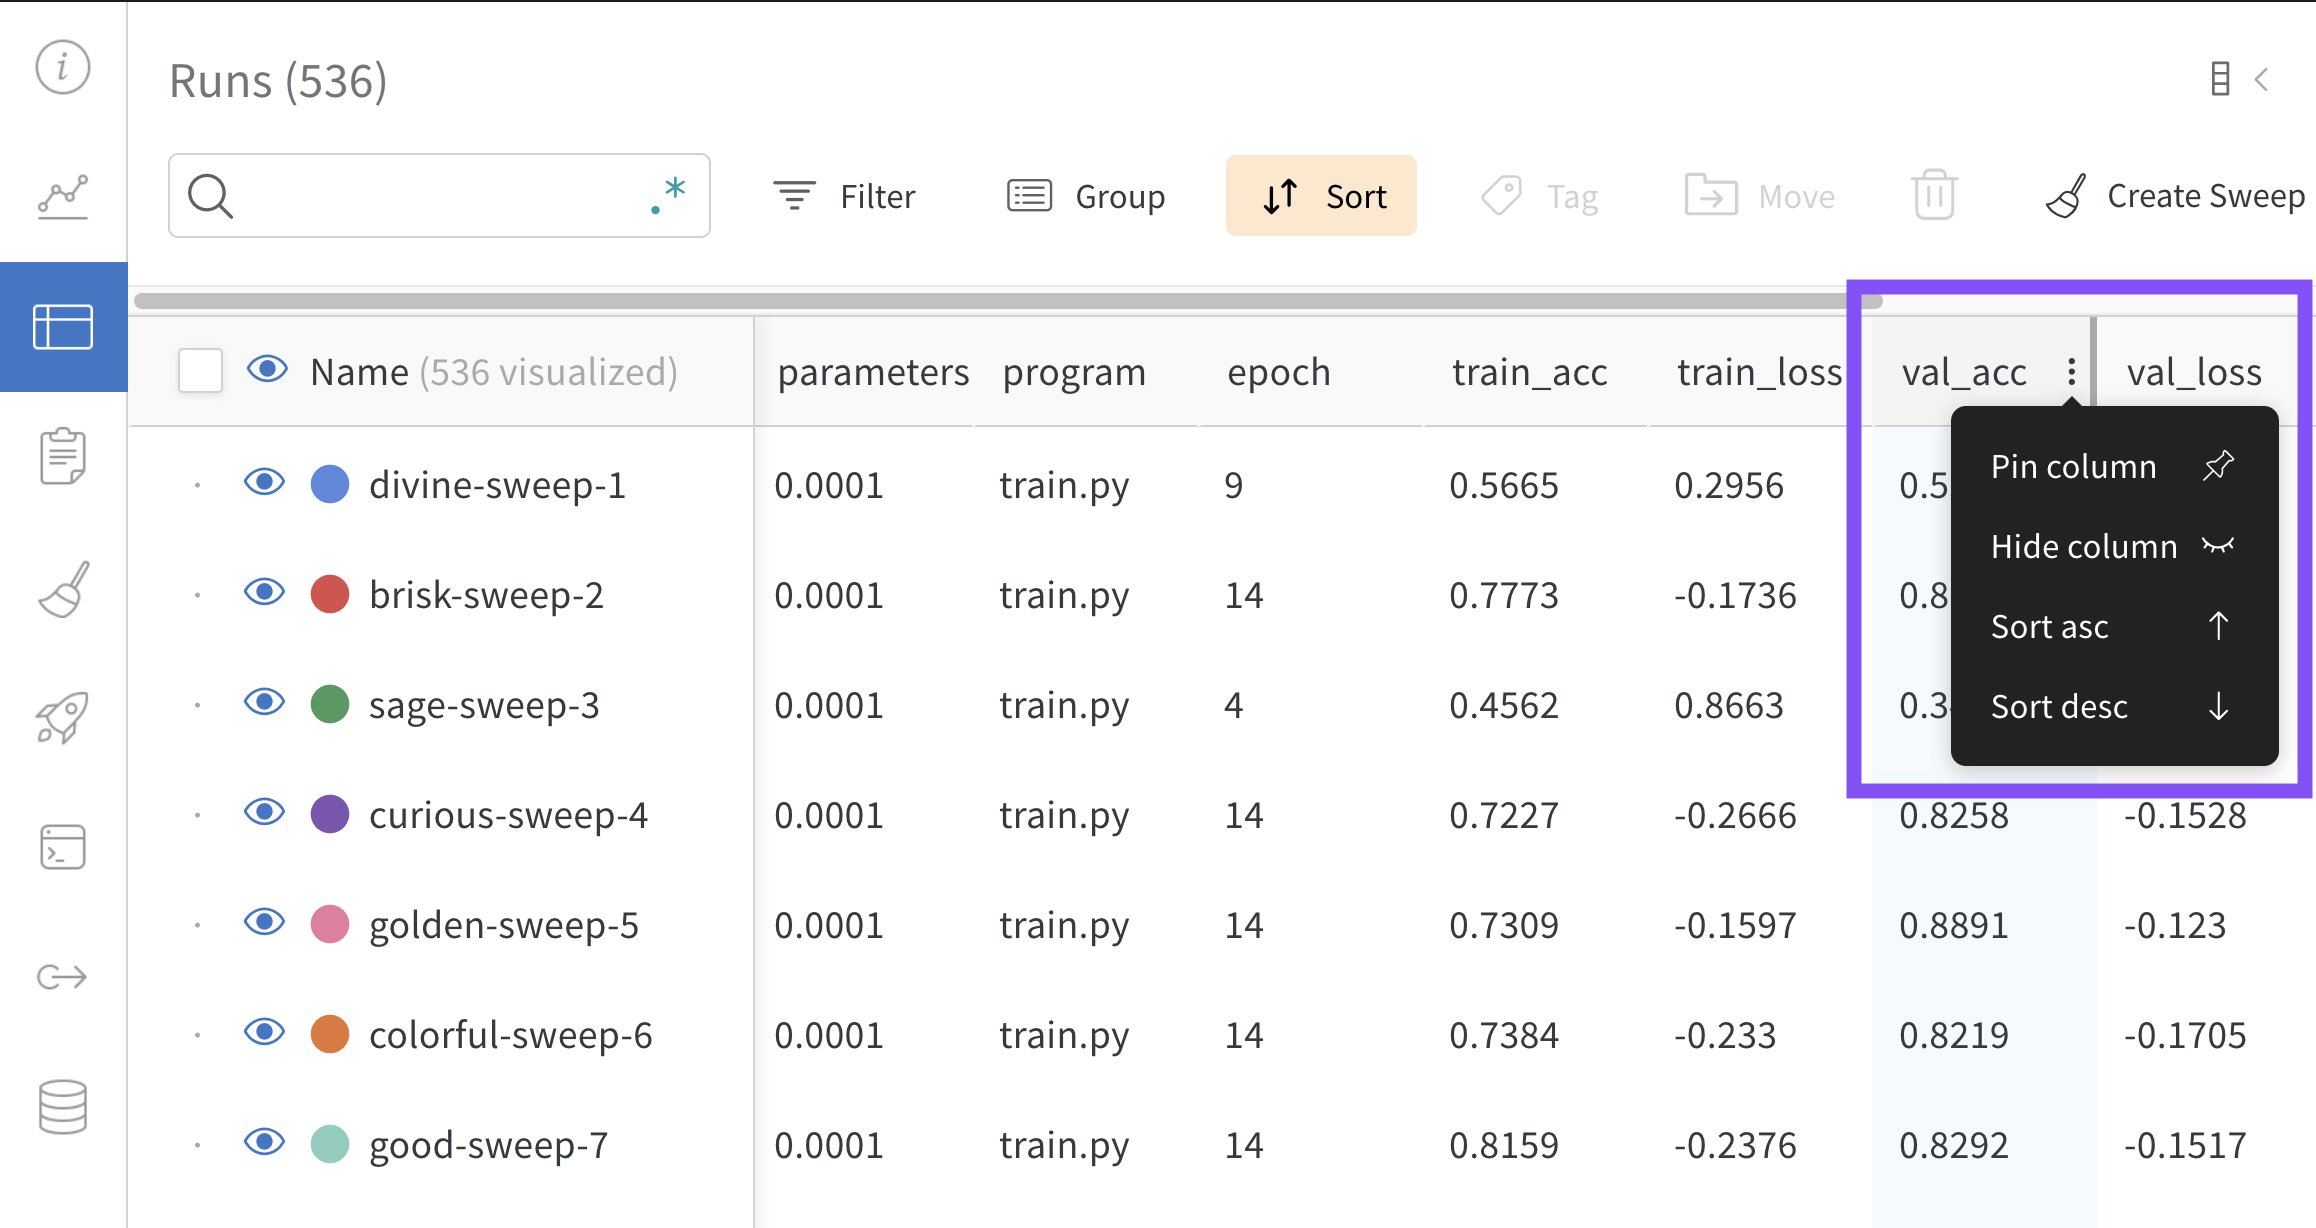 Runs (536)
.* Filter Group Sort Tag Move Create Sweep
Name (536 visualized) parameters program epoch train_acc train_loss val_acc val_loss
divine-sweep-1 0.0001 train.py 9 0.5665 0.2956
Pin column
Hide column
brisk-sweep-2 0.0001 train.py 14 0.7773 -0.1736
Sort asc
sage-sweep-3 0.0001 train.py 4 0.4562 0.8663
Sort desc
curious-sweep-4 0.0001 train.py 14 0.7227 -0.2666 0.8258 -0.1528
golden-sweep-5 0.0001 train.py 14 0.7309 -0.1597 0.8891 -0.123
colorful-sweep-6 0.0001 train.py 14 0.7384 -0.233 0.8219 -0.1705
good-sweep-7 0.0001 train.py 14 0.8159 -0.2376 0.8292 -0.1517